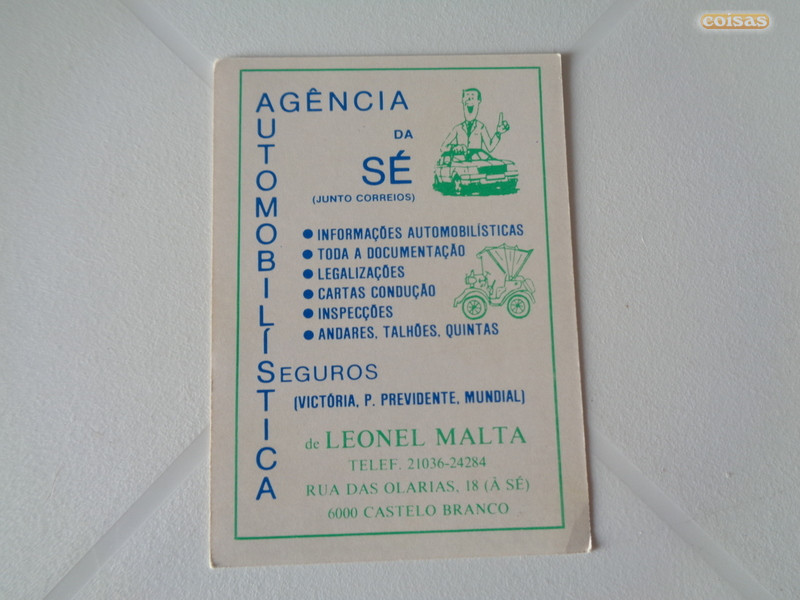 coisas
AGÊNCIA
DA
SÉ
(JUNTO CORREIOS)
AUTOMOBILÍSTICA
● INFORMAÇÕES AUTOMOBILÍSTICAS
● TODA A DOCUMENTAÇÃO
● LEGALIZAÇÕES
● CARTAS CONDUÇÃO
● INSPECÇÕES
● ANDARES, TALHÕES, QUINTAS
SEGUROS
(VICTÓRIA, P. PREVIDENTE, MUNDIAL)
de LEONEL MALTA
TELEF. 21036-24284
RUA DAS OLARIAS, 18 (À SÉ)
6000 CASTELO BRANCO